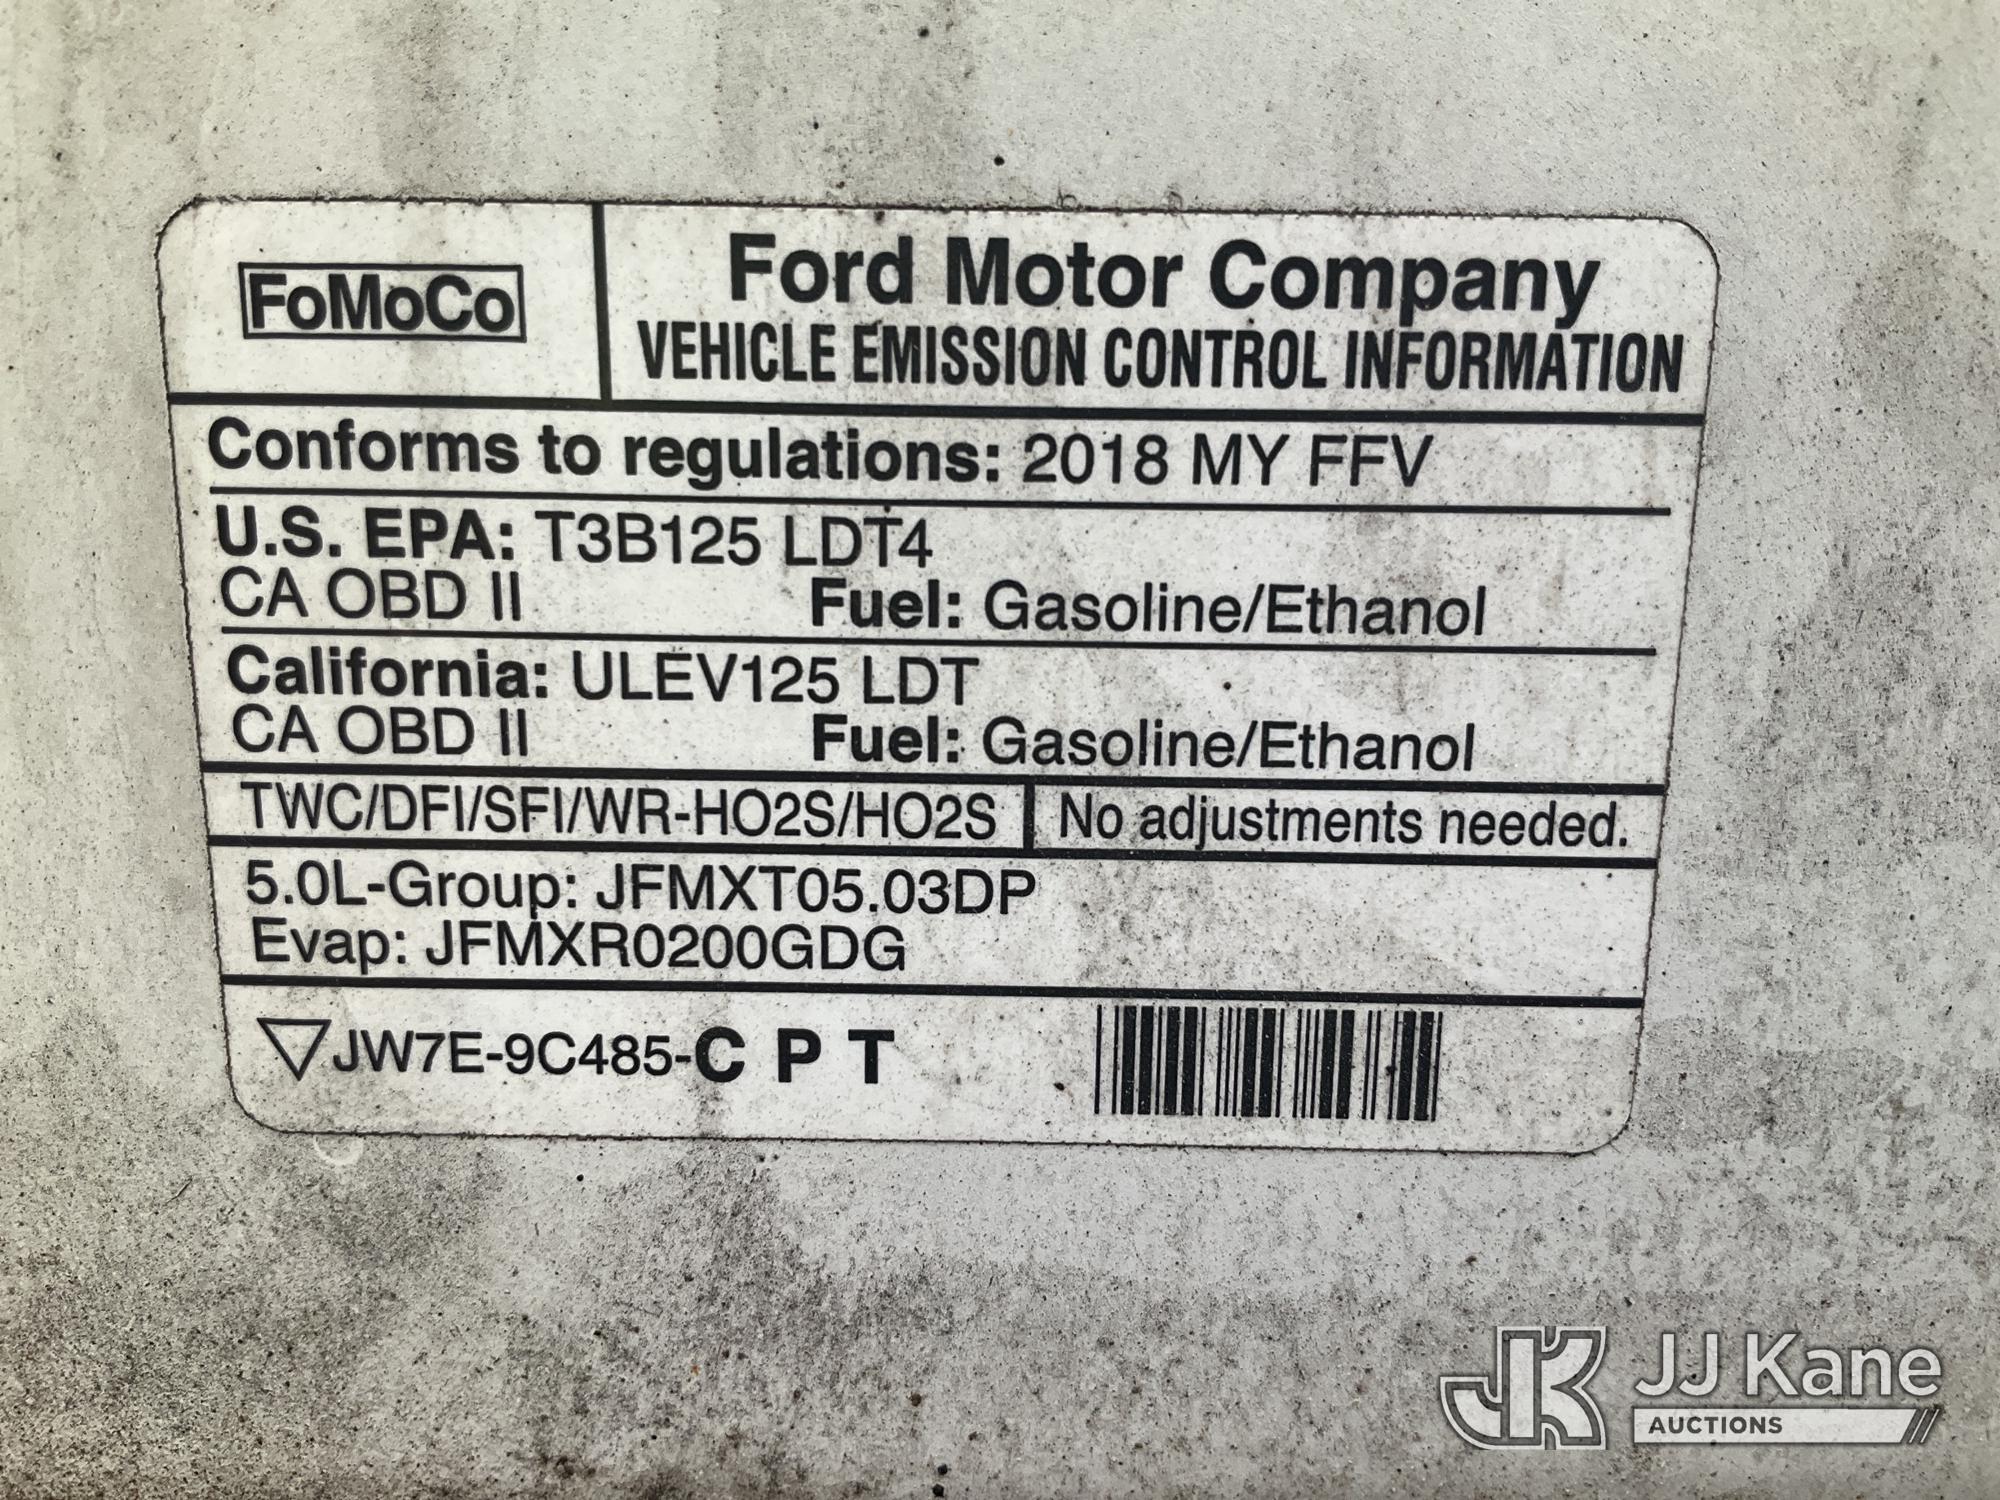 FoMoCo
Ford Motor Company
VEHICLE EMISSION CONTROL INFORMATION
Conforms to regulations: 2018 MY FFV
U.S. EPA: T3B125 LDT4
CA OBD II Fuel: Gasoline/Ethanol
California: ULEV125 LDT
CA OBD II Fuel: Gasoline/Ethanol
TWC/DFI/SFI/WR-HO2S/HO2S No adjustments needed.
5.0L-Group: JFMXT05.03DP
Evap: JFMXR0200GDG
JW7E-9C485-C P T
JK JJ Kane
AUCTIONS